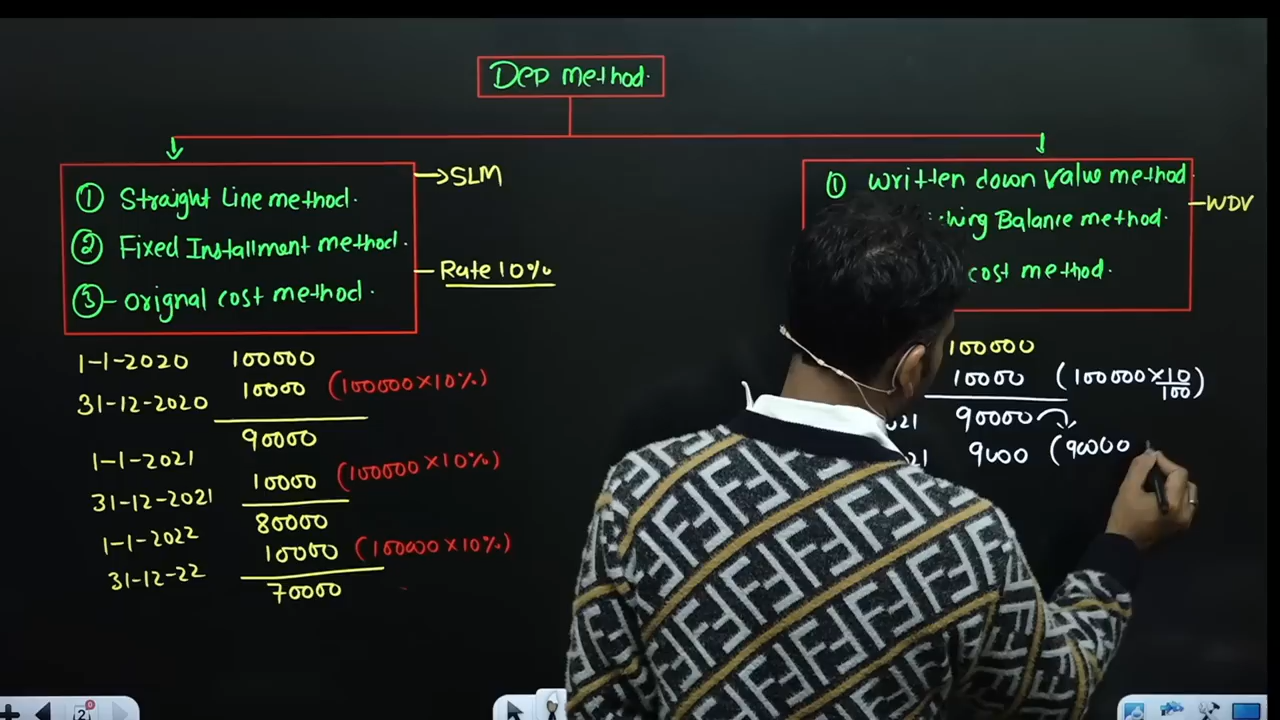 Dep method.
① Straight Line method.
② Fixed Installment method.
③- orignal cost method.
→SLM
Rate 10%
1-1-2020 100000
31-12-2020 10000 (100000×10%)
90000
1-1-2021
31-12-2021 10000 (100000×10%)
1-1-2022 80000
31-12-22 10000 (100000×10%)
70000
① Written down Value method.
Balance method.
cost method.
WDV
100000
10000 (100000×10/100)
90000
9000 (90000
2